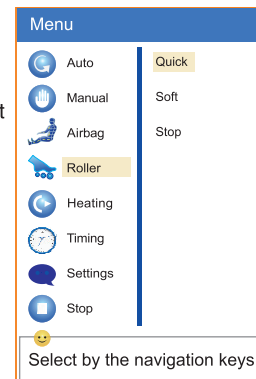 Menu
Auto
Quick
Manual
Soft
t
Airbag
Stop
Roller
Heating
Timing
Settings
Stop
Select by the navigation keys